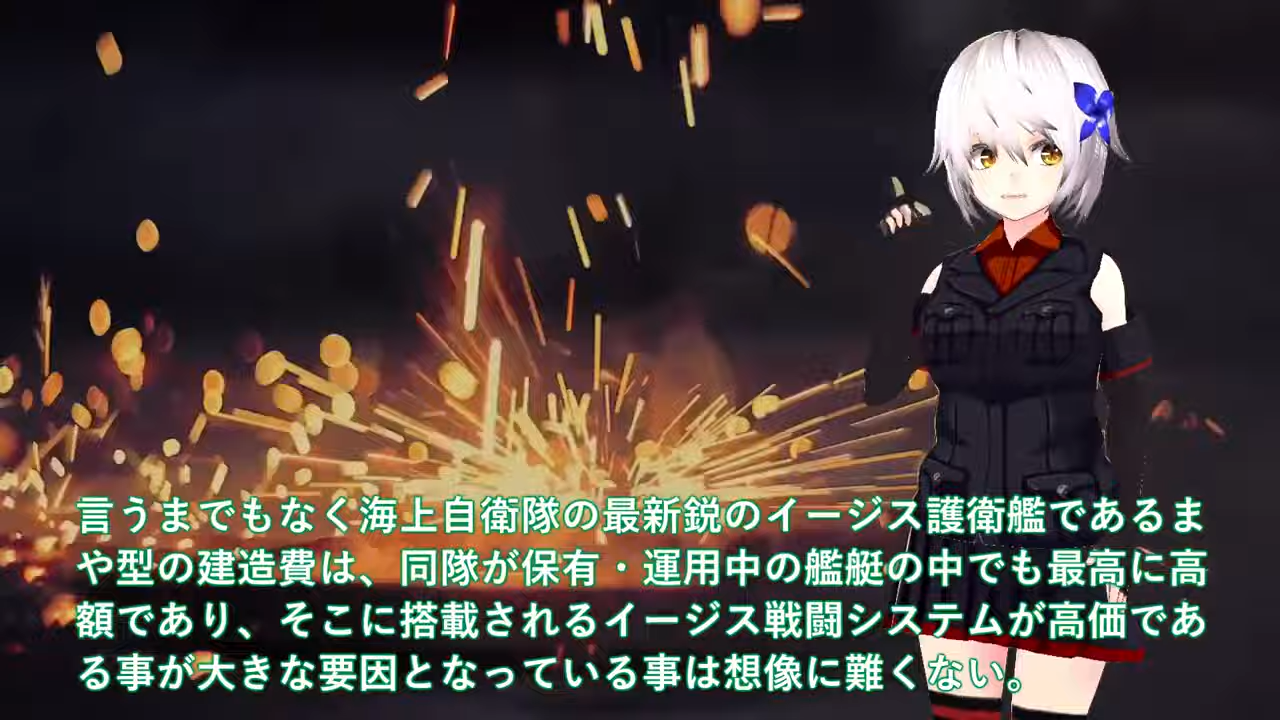 言うまでもなく海上自衛隊の最新鋭のイージス護衛艦であるま
や型の建造費は、同隊が保有・運用中の艦艇の中でも最高に高
額であり、そこに搭載されるイージス戦闘システムが高価であ
る事が大きな要因となっている事は想像に難くない。